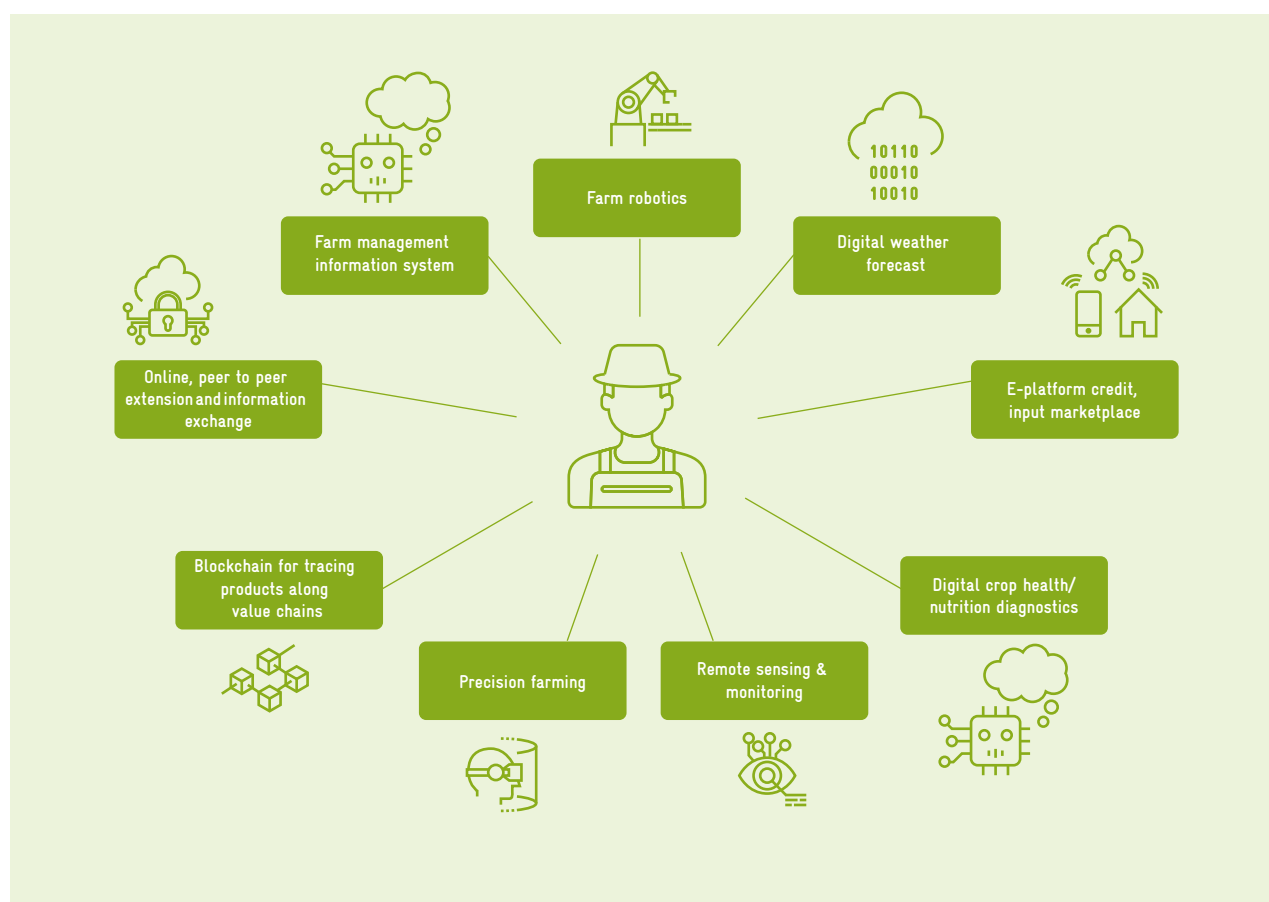 Farm robotics
Farm management
information system
Digital weather
forecast
10110
00010
10010
Online, peer to peer
extension and information
exchange
E-platform credit,
input marketplace
Blockchain for tracing
products along
value chains
Digital crop health/
nutrition diagnostics
Precision farming
Remote sensing &
monitoring